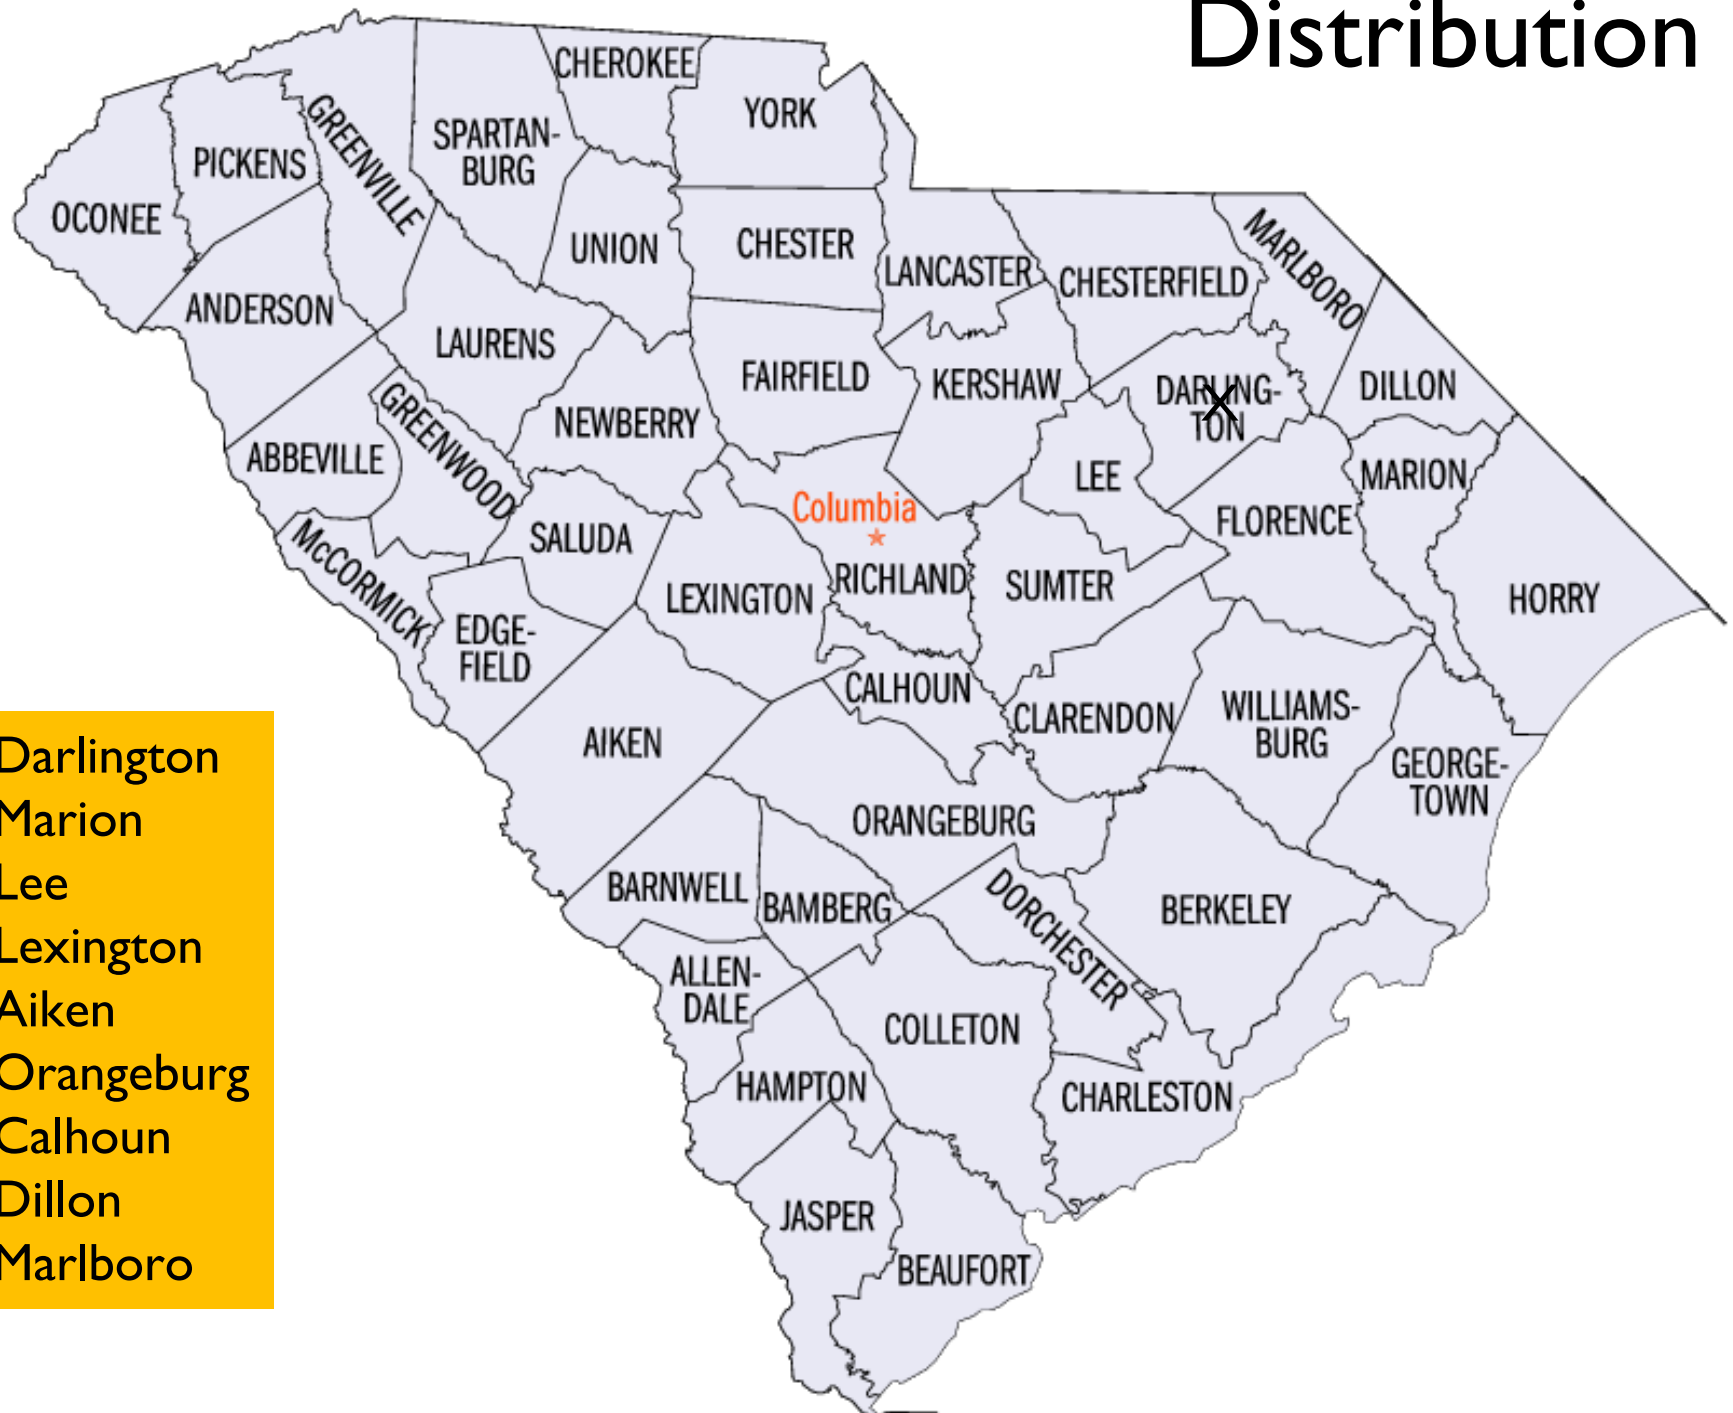 Distribution
CHEROKEE
YORK
SPARTAN-
BURG
GREENVILLE
PICKENS
OCONEE
UNION
CHESTER
LANCASTER
CHESTERFIELD
MARLBORO
ANDERSON
LAURENS
FAIRFIELD
KERSHAW
DARLING-
TON
X
DILLON
GREENWOOD
NEWBERRY
ABBEVILLE
LEE
MARION
Columbia
FLORENCE
SALUDA
McCORMICK
RICHLAND
SUMTER
LEXINGTON
HORRY
EDGE-
FIELD
CALHOUN
CLARENDON
WILLIAMS-
BURG
AIKEN
GEORGE-
TOWN
ORANGEBURG
BARNWELL
BAMBERG
DORCHESTER
BERKELEY
ALLEN-
DALE
COLLETON
HAMPTON
CHARLESTON
JASPER
BEAUFORT
Darlington
Marion
Lee
Lexington
Aiken
Orangeburg
Calhoun
Dillon
Marlboro